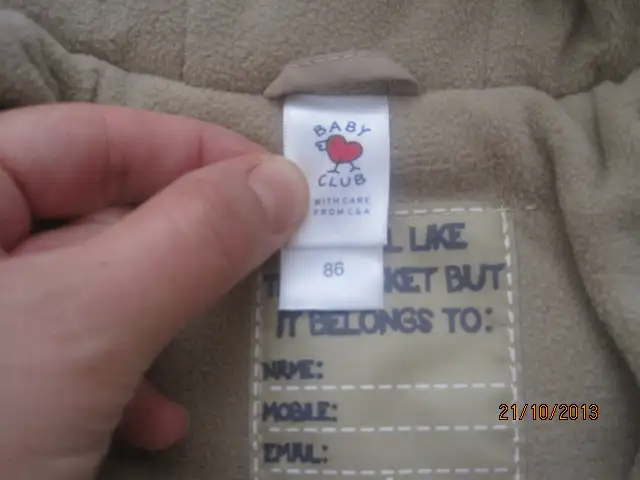 BABY
CLUB
WITH CARE
FROM C&A
86
LIKE
BUT
IT BELONGS TO:
NAME:
MOBILE:
EMAIL:
21/10/2013